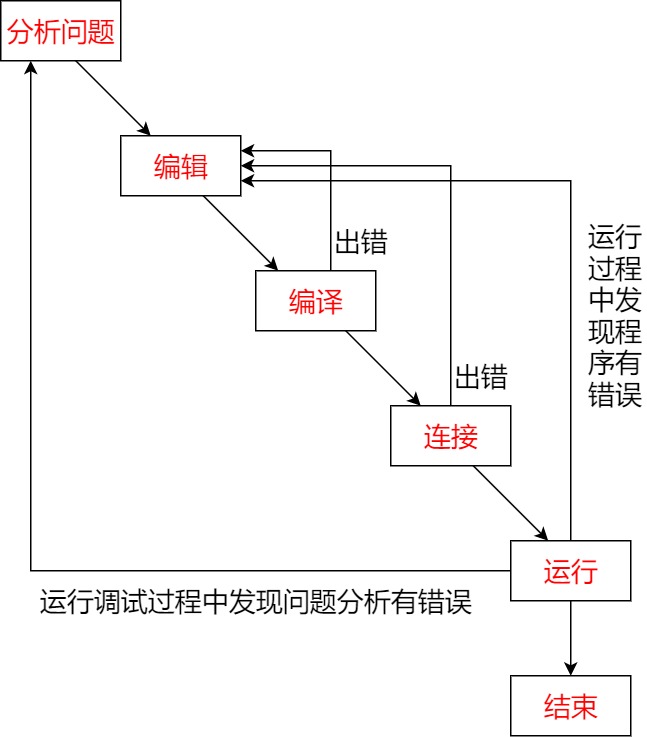 分析问题
编辑
出错
编译
出错
连接
运行
过程
中发
现程
序有
错误
运行
运行调试过程中发现问题分析有错误
结束